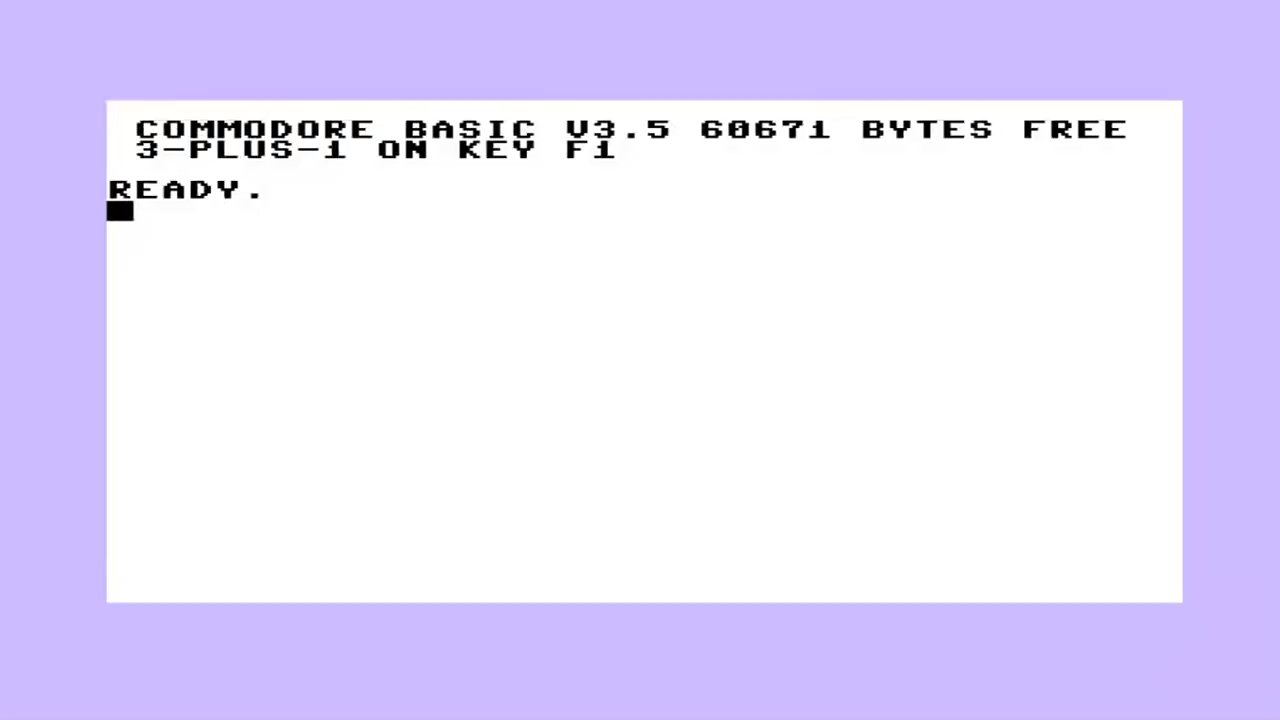 COMMODORE BASIC V3.5 60671 BYTES FREE
3-PLUS-1 ON KEY F1
READY.